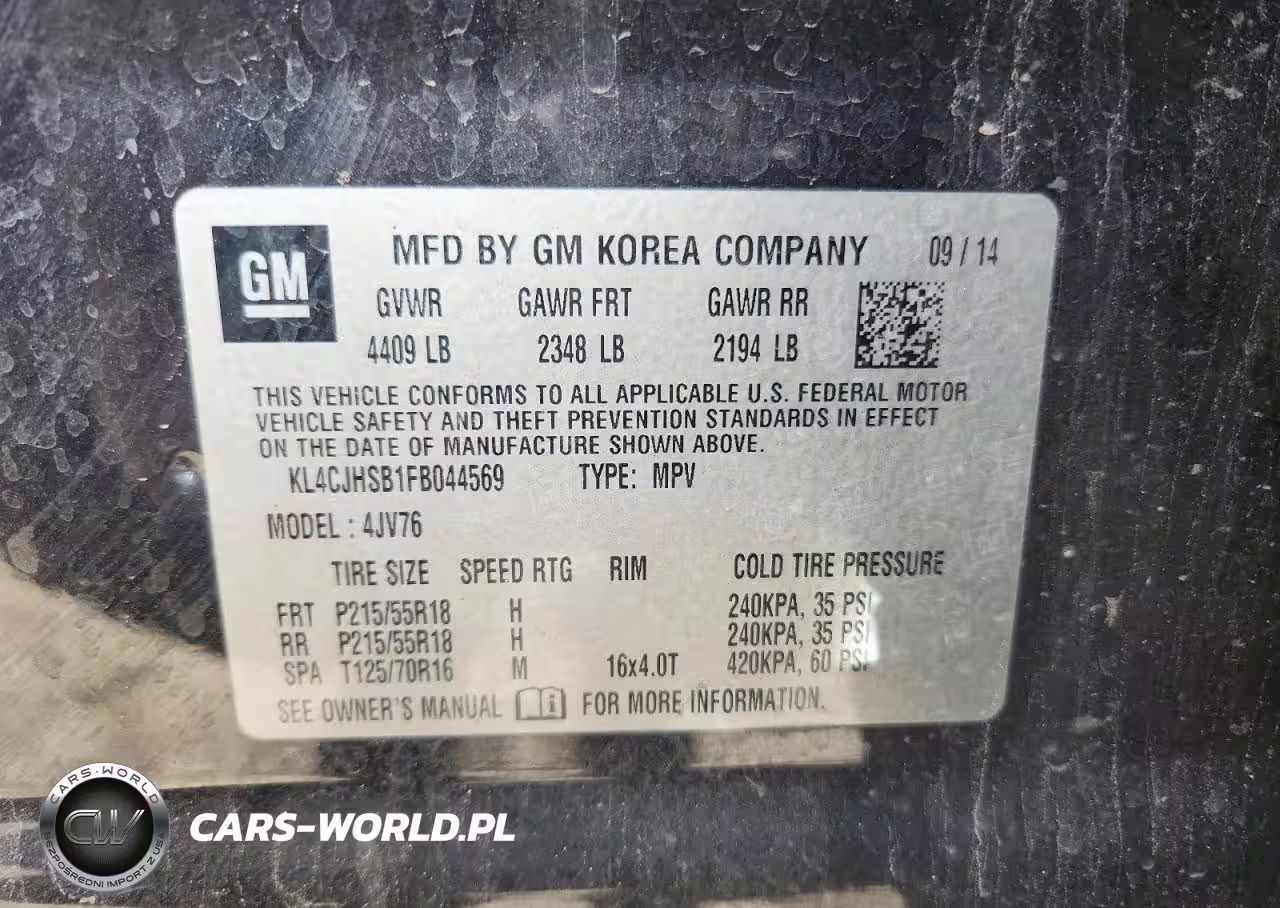 GM
MFD BY GM KOREA COMPANY 09 / 14
GVWR GAWR FRT GAWR RR
4409 LB 2348 LB 2194 LB
THIS VEHICLE CONFORMS TO ALL APPLICABLE U.S. FEDERAL MOTOR
VEHICLE SAFETY AND THEFT PREVENTION STANDARDS IN EFFECT
ON THE DATE OF MANUFACTURE SHOWN ABOVE.
KL4CJHSB1FB044569 TYPE: MPV
MODEL : 4JV76
TIRE SIZE SPEED RTG RIM COLD TIRE PRESSURE
FRT P215/55R18 H 240KPA, 35 PSI
RR P215/55R18 H 240KPA, 35 PSI
SPA T125/70R16 M 16x4.0T 420KPA, 60 PSI
SEE OWNER'S MANUAL i FOR MORE INFORMATION.
CARS-WORLD
CW
BEZPOŚREDNI IMPORT Z USA
CARS-WORLD.PL